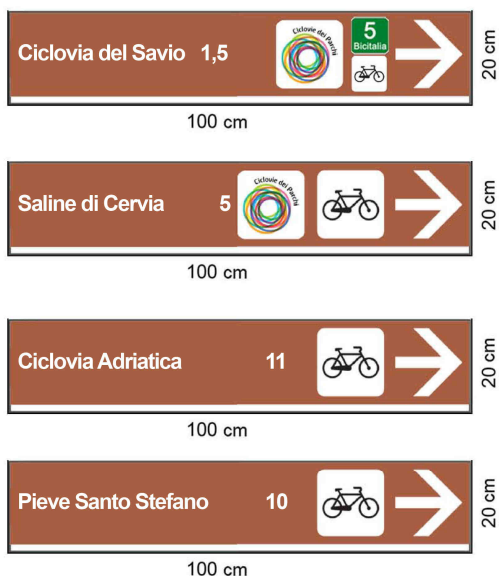 Ciclovia del Savio 1,5
Ciclovie dei Parchi
5
Bicitalia
20 cm
100 cm
Saline di Cervia 5
Ciclovie dei Parchi
20 cm
100 cm
Ciclovia Adriatica 11
20 cm
100 cm
Pieve Santo Stefano 10
20 cm
100 cm